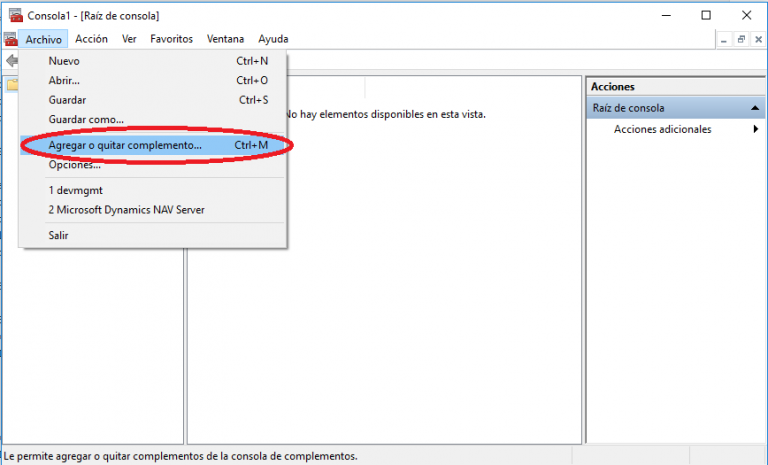 Consola1 - [Raíz de consola]
Archivo Acción Ver Favoritos Ventana Ayuda
Nuevo Ctrl+N
Abrir... Ctrl+O
Guardar Ctrl+S
Guardar como...
Agregar o quitar complemento... Ctrl+M
Opciones...
1 devmgmt
2 Microsoft Dynamics NAV Server
Salir
No hay elementos disponibles en esta vista.
Acciones
Raíz de consola
Acciones adicionales
Le permite agregar o quitar complementos de la consola de complementos.